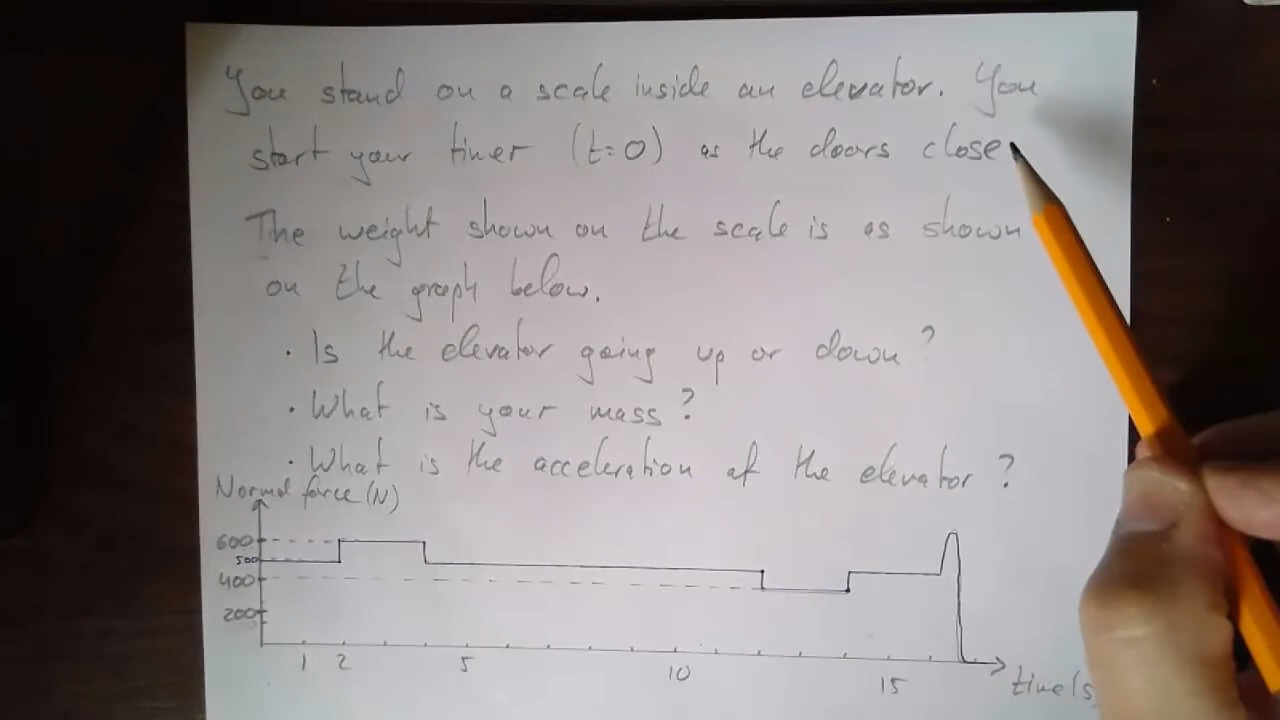 You stand on a scale inside an elevator. You
start your timer (t=0) as the doors close
The weight shown on the scale is as shown
on the graph below.
· Is the elevator going up or down?
· What is your mass?
· What is the acceleration of the elevator?
Normal force (N)
600
500
400
200
1 2 5 10 15 time(s